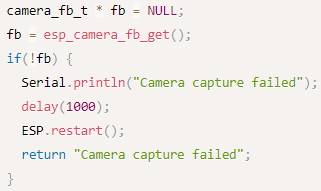 camera_fb_t * fb = NULL;
fb = esp_camera_fb_get();
if(!fb) {
  Serial.println("Camera capture failed");
  delay(1000);
  ESP.restart();
  return "Camera capture failed";
}